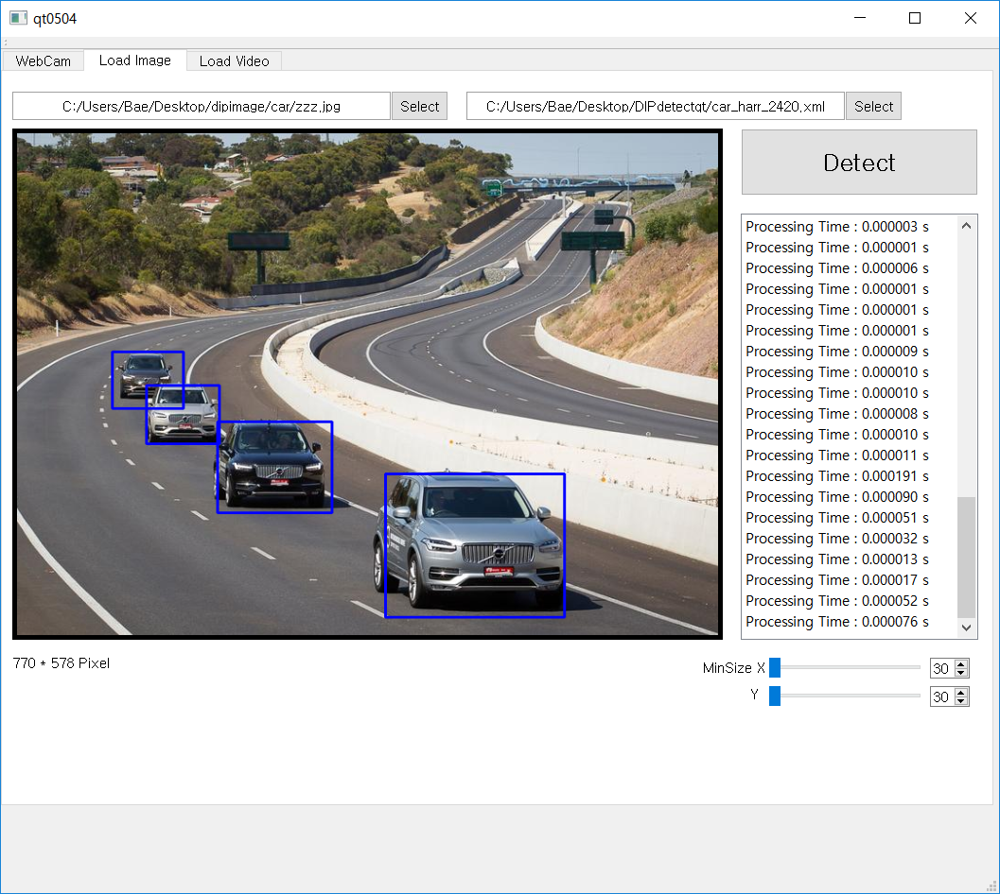 qt0504
WebCam Load Image Load Video
C:/Users/Bae/Desktop/dipimage/car/zzz.jpg Select C:/Users/Bae/Desktop/DIPdetectqt/car_harr_2420.xml Select
Detect
Processing Time : 0.000003 s
Processing Time : 0.000001 s
Processing Time : 0.000006 s
Processing Time : 0.000001 s
Processing Time : 0.000001 s
Processing Time : 0.000001 s
Processing Time : 0.000009 s
Processing Time : 0.000010 s
Processing Time : 0.000010 s
Processing Time : 0.000008 s
Processing Time : 0.000010 s
Processing Time : 0.000011 s
Processing Time : 0.000191 s
Processing Time : 0.000090 s
Processing Time : 0.000051 s
Processing Time : 0.000032 s
Processing Time : 0.000013 s
Processing Time : 0.000017 s
Processing Time : 0.000052 s
Processing Time : 0.000076 s
770 * 578 Pixel
MinSize X 30
Y 30